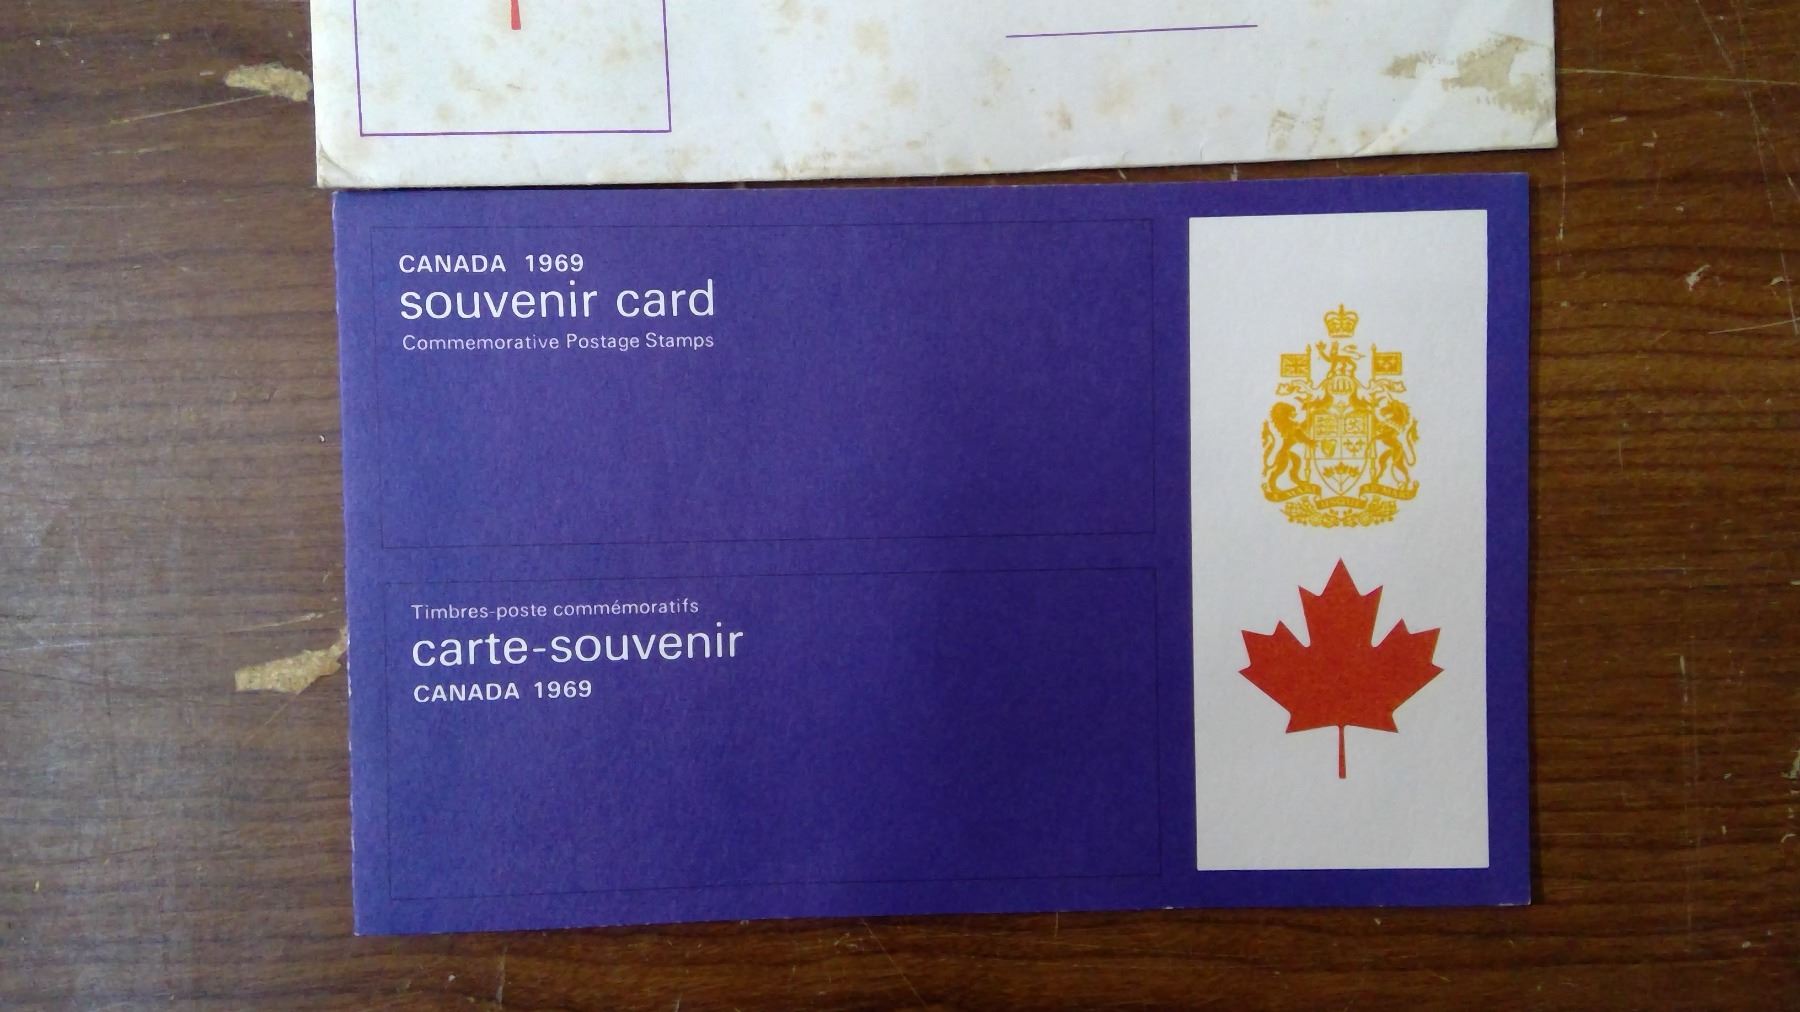 CANADA 1969
souvenir card
Commemorative Postage Stamps
Timbres-poste commémoratifs
carte-souvenir
CANADA 1969